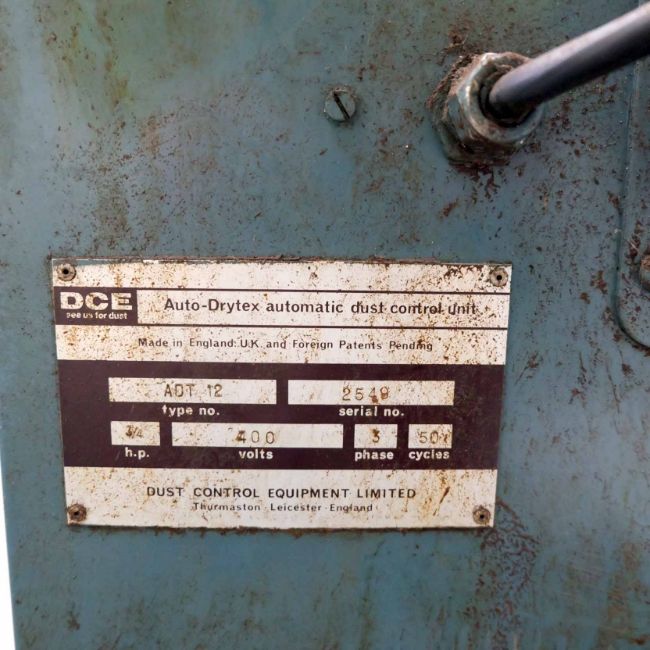 DCE
see us for dust
Auto-Drytex automatic dust control unit
Made in England: U.K. and Foreign Patents Pending
ADT 12 2549
type no. serial no.
3/4 400 3 50
h.p. volts phase cycles
DUST CONTROL EQUIPMENT LIMITED
Thurmaston · Leicester · England